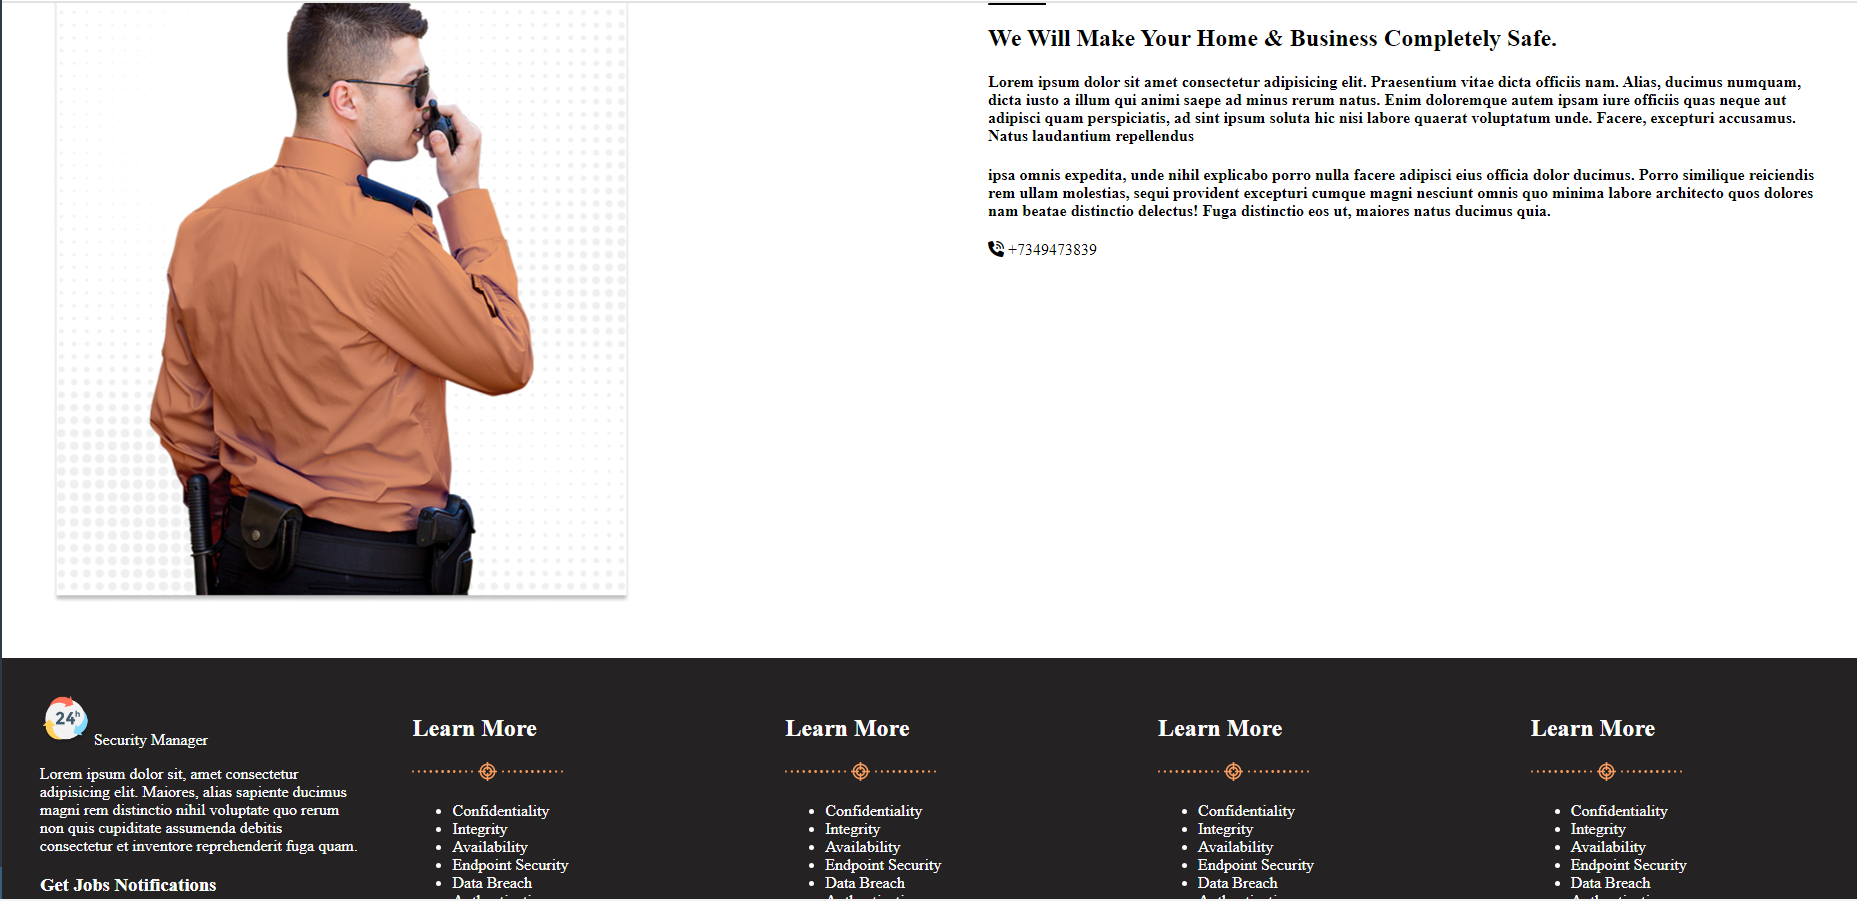 We Will Make Your Home & Business Completely Safe.
Lorem ipsum dolor sit amet consectetur adipisicing elit. Praesentium vitae dicta officiis nam. Alias, ducimus numquam,
dicta iusto a illum qui animi saepe ad minus rerum natus. Enim doloremque autem ipsam iure officiis quas neque aut
adipisci quam perspiciatis, ad sint ipsum soluta hic nisi labore quaerat voluptatum unde. Facere, excepturi accusamus.
Natus laudantium repellendus
ipsa omnis expedita, unde nihil explicabo porro nulla facere adipisci eius officia dolor ducimus. Porro similique reiciendis
rem ullam molestias, sequi provident excepturi cumque magni nesciunt omnis quo minima labore architecto quos dolores
nam beatae distinctio delectus! Fuga distinctio eos ut, maiores natus ducimus quia.
+7349473839
24h
Security Manager
Lorem ipsum dolor sit, amet consectetur
adipisicing elit. Maiores, alias sapiente ducimus
magni rem distinctio nihil voluptate quo rerum
non quis cupiditate assumenda debitis
consectetur et inventore reprehenderit fuga quam.
Get Jobs Notifications
Learn More
Confidentiality
Integrity
Availability
Endpoint Security
Data Breach
Learn More
Confidentiality
Integrity
Availability
Endpoint Security
Data Breach
Learn More
Confidentiality
Integrity
Availability
Endpoint Security
Data Breach
Learn More
Confidentiality
Integrity
Availability
Endpoint Security
Data Breach